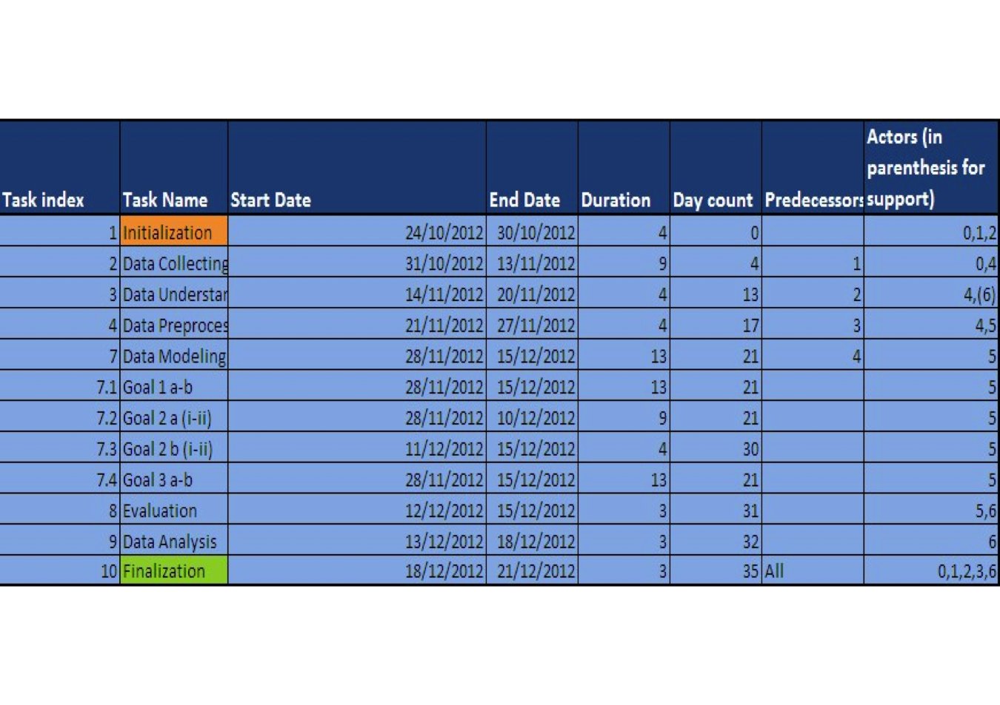 Task index Task Name Start Date End Date Duration Day count Predecessors Actors (in parenthesis for support)
1 Initialization 24/10/2012 30/10/2012 4 0 0,1,2
2 Data Collecting 31/10/2012 13/11/2012 9 4 1 0,4
3 Data Understar 14/11/2012 20/11/2012 4 13 2 4,(6)
4 Data Preproces 21/11/2012 27/11/2012 4 17 3 4,5
7 Data Modeling 28/11/2012 15/12/2012 13 21 4 5
7.1 Goal 1 a-b 28/11/2012 15/12/2012 13 21 5
7.2 Goal 2 a (i-ii) 28/11/2012 10/12/2012 9 21 5
7.3 Goal 2 b (i-ii) 11/12/2012 15/12/2012 4 30 5
7.4 Goal 3 a-b 28/11/2012 15/12/2012 13 21 5
8 Evaluation 12/12/2012 15/12/2012 3 31 5,6
9 Data Analysis 13/12/2012 18/12/2012 3 32 6
10 Finalization 18/12/2012 21/12/2012 3 35 All 0,1,2,3,6